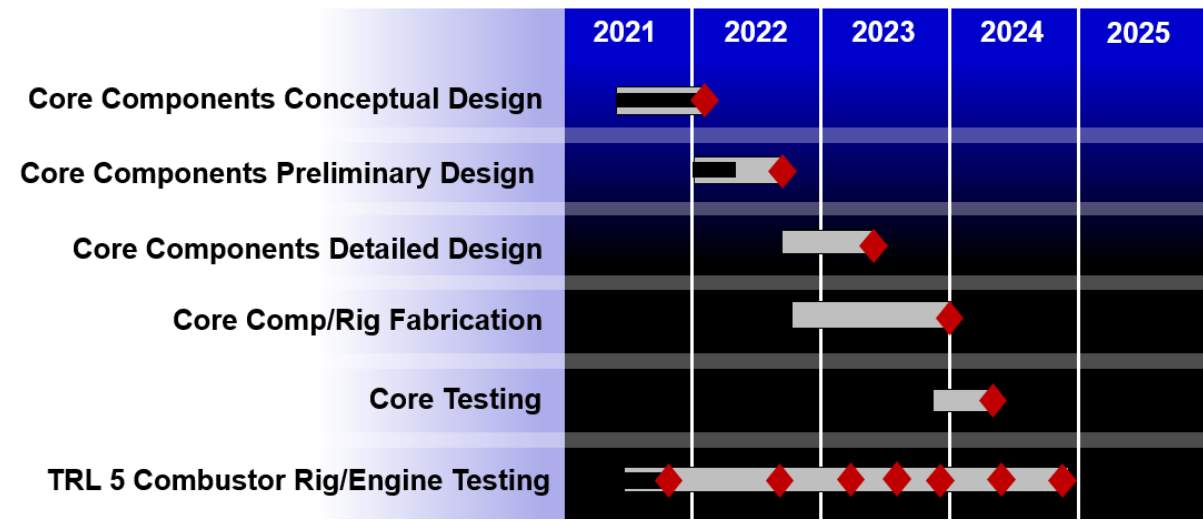 2021 2022 2023 2024 2025
Core Components Conceptual Design
Core Components Preliminary Design
Core Components Detailed Design
Core Comp/Rig Fabrication
Core Testing
TRL 5 Combustor Rig/Engine Testing